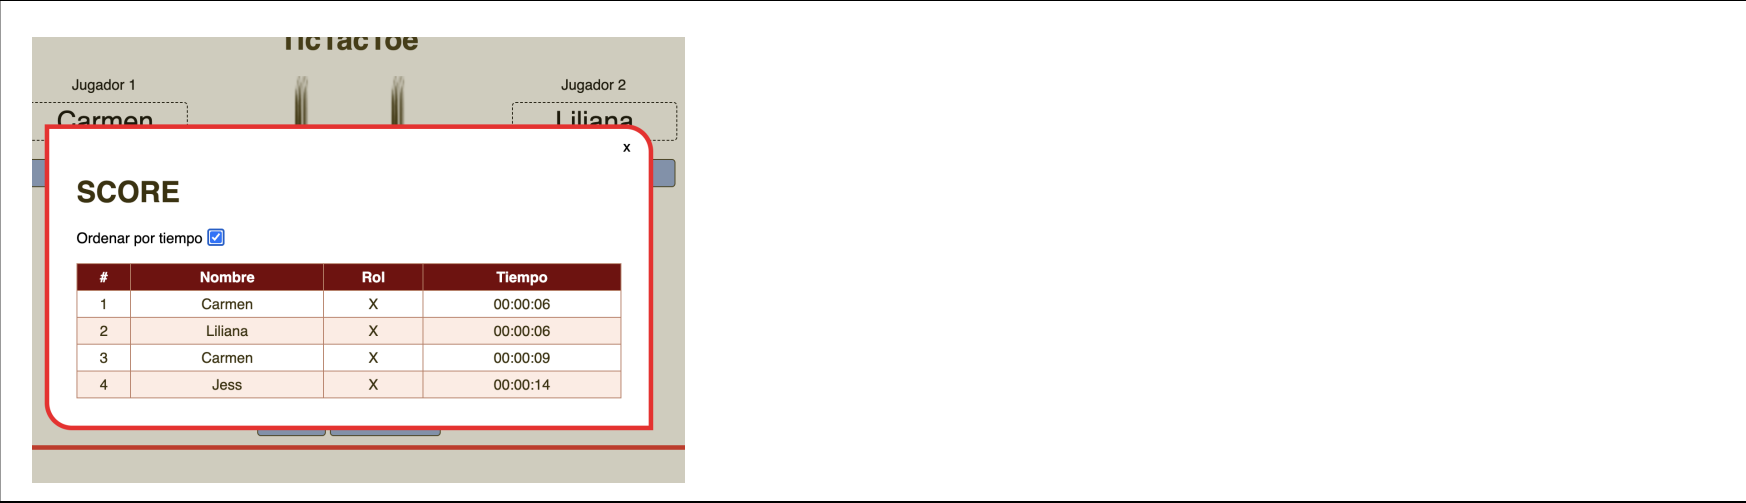 TicTacToe
Jugador 1
Jugador 2
Carmen
Liliana
x
SCORE
Ordenar por tiempo
# Nombre Rol Tiempo
1 Carmen X 00:00:06
2 Liliana X 00:00:06
3 Carmen X 00:00:09
4 Jess X 00:00:14